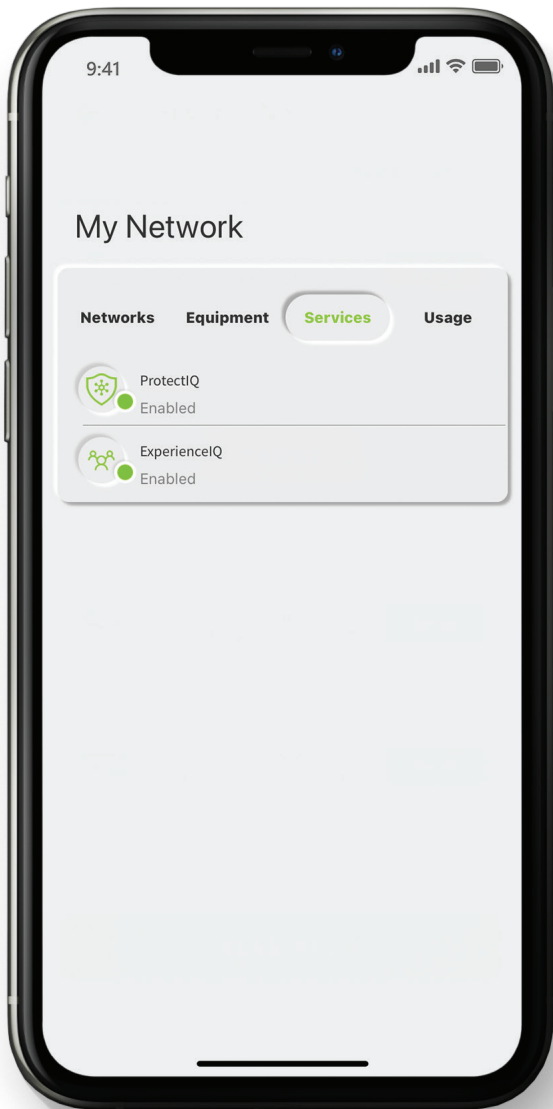 9:41
My Network
Networks Equipment Services Usage
ProtectIQ
Enabled
ExperienceIQ
Enabled